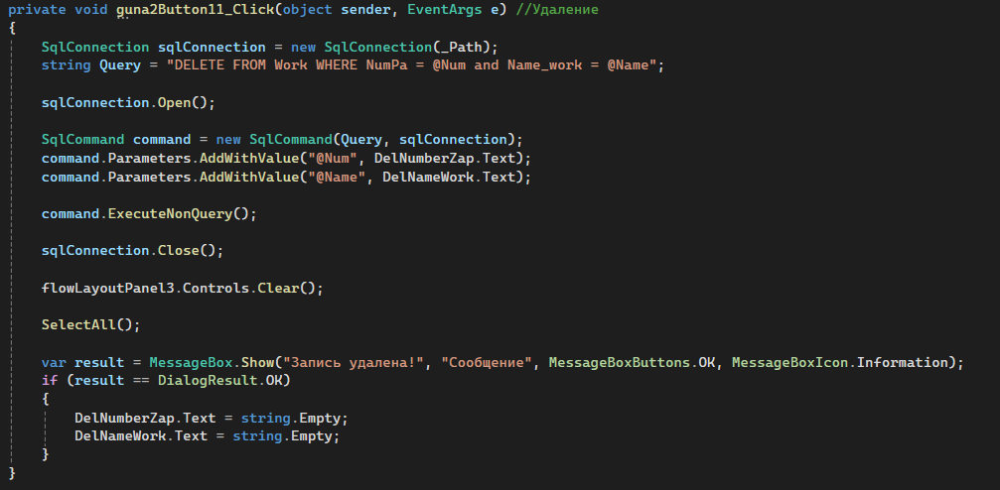 private void guna2Button11_Click(object sender, EventArgs e) //Удаление
{
SqlConnection sqlConnection = new SqlConnection(_Path);
string Query = "DELETE FROM Work WHERE NumPa = @Num and Name_work = @Name";
sqlConnection.Open();
SqlCommand command = new SqlCommand(Query, sqlConnection);
command.Parameters.AddWithValue("@Num", DelNumberZap.Text);
command.Parameters.AddWithValue("@Name", DelNameWork.Text);
command.ExecuteNonQuery();
sqlConnection.Close();
flowLayoutPanel3.Controls.Clear();
SelectAll();
var result = MessageBox.Show("Запись удалена!", "Сообщение", MessageBoxButtons.OK, MessageBoxIcon.Information);
if (result == DialogResult.OK)
{
DelNumberZap.Text = string.Empty;
DelNameWork.Text = string.Empty;
}
}